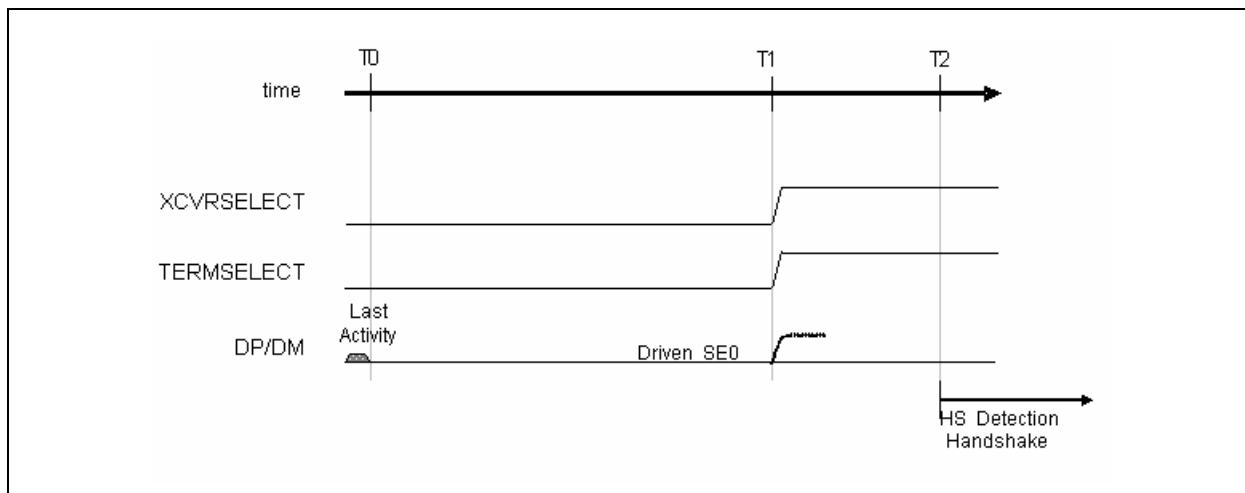 T0
T1
T2
time
XCVRSELECT
TERMSELECT
Last
Activity
DP/DM
Driven SE0
HS Detection
Handshake